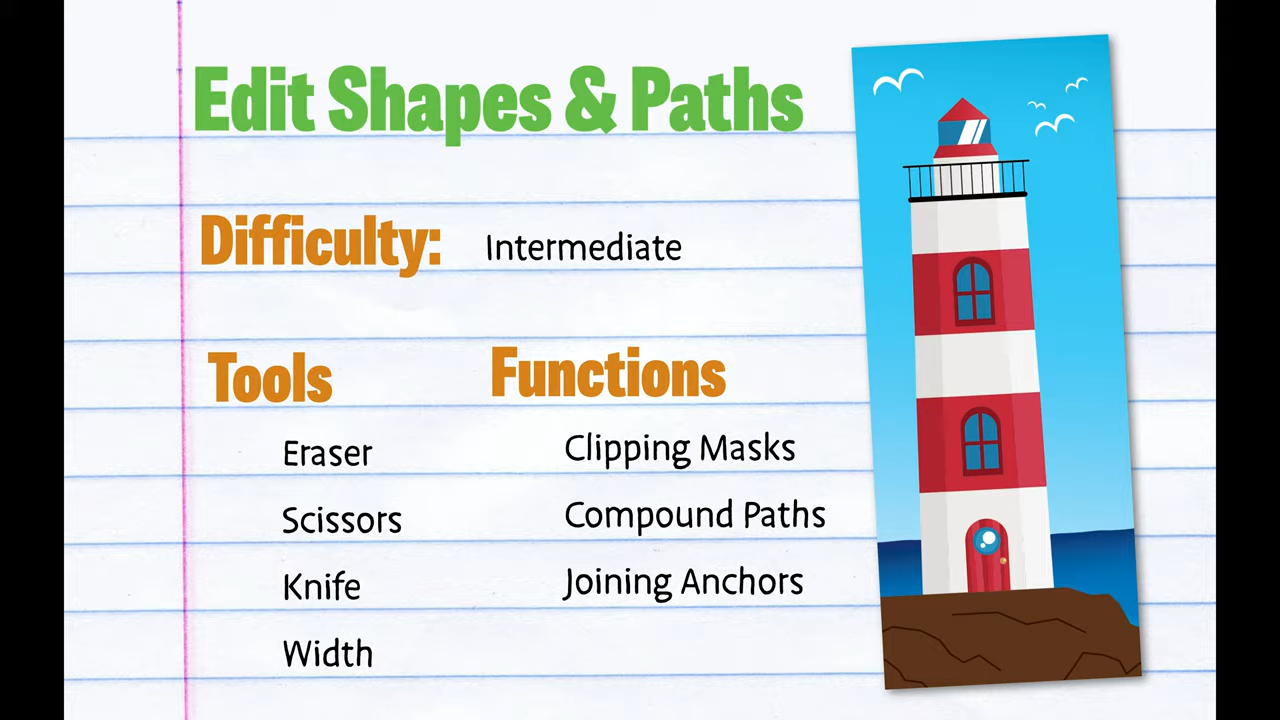 Edit Shapes & Paths
Difficulty: Intermediate
Tools
Eraser
Scissors
Knife
Width
Functions
Clipping Masks
Compound Paths
Joining Anchors